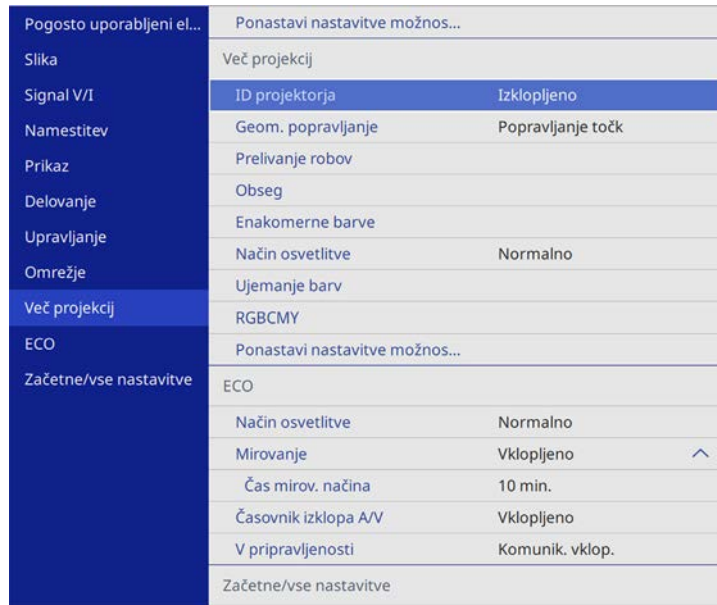 Pogosto uporabljeni el...
Slika
Signal V/I
Namestitev
Prikaz
Delovanje
Upravljanje
Omrežje
Več projekcij
ECO
Začetne/vse nastavitve
Ponastavi nastavitve možnos...
Več projekcij
ID projektorja Izklopljeno
Geom. popravljanje Popravljanje točk
Prelivanje robov
Obseg
Enakomerne barve
Način osvetlitve Normalno
Ujemanje barv
RGBCMY
Ponastavi nastavitve možnos...
ECO
Način osvetlitve Normalno
Mirovanje Vklopljeno
Čas mirov. načina 10 min.
Časovnik izklopa A/V Vklopljeno
V pripravljenosti Komunik. vklop.
Začetne/vse nastavitve